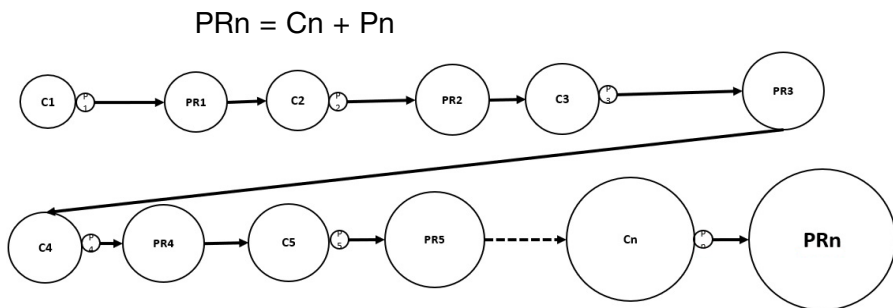 PRn = Cn + Pn
C1 P1 PR1 C2 P2 PR2 C3 P3 PR3
C4 P4 PR4 C5 P5 PR5 Cn Pn PRn